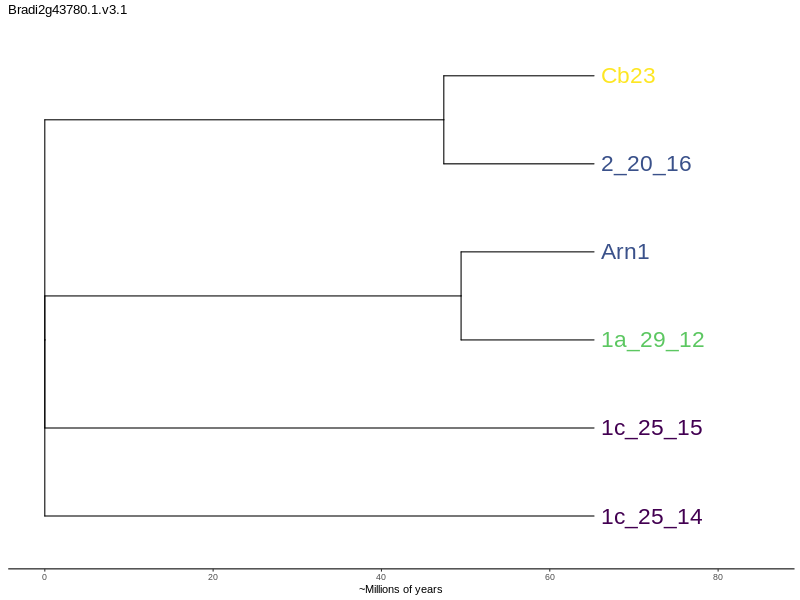 Bradi2g43780.1.v3.1
Cb23
2_20_16
Arn1
1a_29_12
1c_25_15
1c_25_14
0 20 40 60 80
~Millions of years